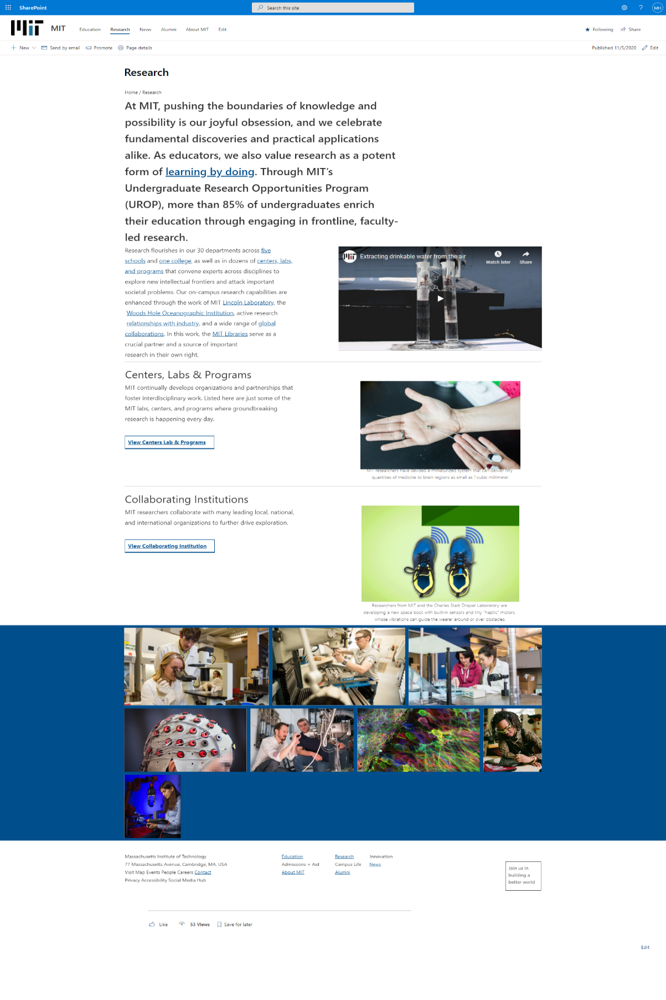 SharePoint
Search this site
? MH
MIT MIT Education Research News Alumni About MIT Edit
Following Share
New Send by email Promote Page details
Published 11/5/2020 Edit
Research
Home / Research
At MIT, pushing the boundaries of knowledge and
possibility is our joyful obsession, and we celebrate
fundamental discoveries and practical applications
alike. As educators, we also value research as a potent
form of learning by doing. Through MIT's
Undergraduate Research Opportunities Program
(UROP), more than 85% of undergraduates enrich
their education through engaging in frontline, faculty-
led research.
Research flourishes in our 30 departments across five
schools and one college, as well as in dozens of centers, labs,
and programs that convene experts across disciplines to
explore new intellectual frontiers and attack important
societal problems. Our on-campus research capabilities are
enhanced through the work of MIT Lincoln Laboratory, the
Woods Hole Oceanographic Institution, active research
relationships with industry, and a wide range of global
collaborations. In this work, the MIT Libraries serve as a
crucial partner and a source of important
research in their own right.
MIT Extracting drinkable water from the air
Watch later Share
Centers, Labs & Programs
MIT continually develops organizations and partnerships that
foster interdisciplinary work. Listed here are just some of the
MIT labs, centers, and programs where groundbreaking
research is happening every day.
View Centers Lab & Programs
MIT researchers have devised a miniaturized system that can deliver tiny
quantities of medicine to brain regions as small as 1 cubic millimeter
Collaborating Institutions
MIT researchers collaborate with many leading local, national,
and international organizations to further drive exploration.
View Collaborating Institution
Researchers from MIT and the Charles Stark Draper Laboratory are
developing a new space boot with built-in sensors and tiny "haptic" motors,
whose vibrations can guide the wearer around or over obstacles.
Massachusetts Institute of Technology
77 Massachusetts Avenue, Cambridge, MA, USA
Visit Map Events People Careers Contact
Privacy Accessibility Social Media Hub
Education Research Innovation
Admissions + Aid Campus Life News
About MIT Alumni
Join us in
building a
better world
Like 53 Views Save for later
Edit